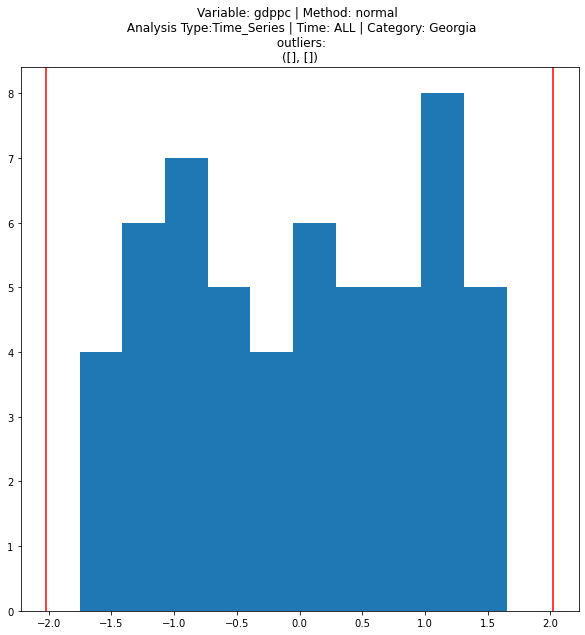 Variable: gdppc | Method: normal
Analysis Type:Time_Series | Time: ALL | Category: Georgia
outliers:
([], [])
8
7
6
5
4
3
2
1
0
−2.0 −1.5 −1.0 −0.5 0.0 0.5 1.0 1.5 2.0